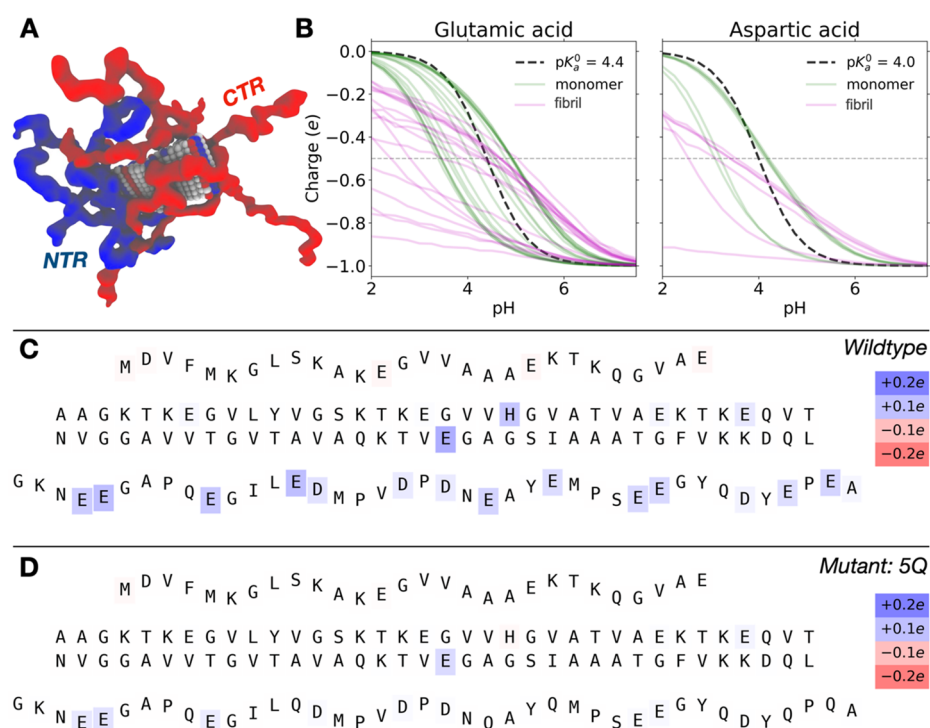 A
CTR
NTR
B
Glutamic acid
Charge (e)
0.0
−0.2
−0.4
−0.6
−0.8
−1.0
pKₐ⁰ = 4.4
monomer
fibril
2 4 6
pH
Aspartic acid
pKₐ⁰ = 4.0
monomer
fibril
2 4 6
pH
C
Wildtype
M D V F M K G L S K A K E G V V A A A E K T K Q G V A E
A A G K T K E G V L Y V G S K T K E G V V H G V A T V A E K T K E Q V T
N V G G A V V T G V T A V A Q K T V E G A G S I A A A T G F V K K D Q L
G K N E E G A P Q E G I L E D M P V D P D N E A Y E M P S E E G Y Q D Y E P E A
+0.2e
+0.1e
−0.1e
−0.2e
D
Mutant: 5Q
M D V F M K G L S K A K E G V V A A A E K T K Q G V A E
A A G K T K E G V L Y V G S K T K E G V V H G V A T V A E K T K E Q V T
N V G G A V V T G V T A V A Q K T V E G A G S I A A A T G F V K K D Q L
G K N E E G A P Q E G I L Q D M P V D P D N Q A Y Q M P S E E G Y Q D Y Q P Q A
+0.2e
+0.1e
−0.1e
−0.2e